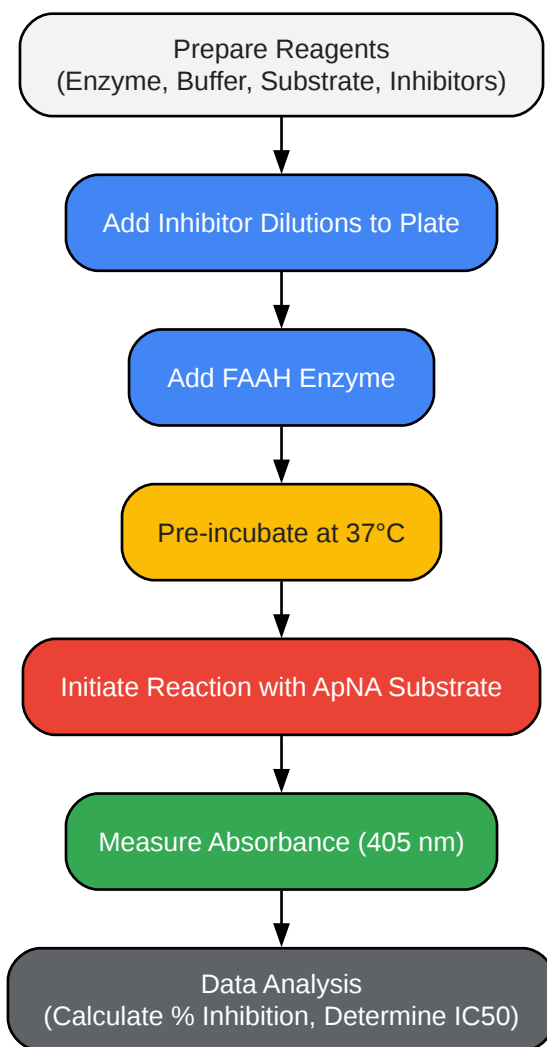 Prepare Reagents
(Enzyme, Buffer, Substrate, Inhibitors)
Add Inhibitor Dilutions to Plate
Add FAAH Enzyme
Pre-incubate at 37°C
Initiate Reaction with ApNA Substrate
Measure Absorbance (405 nm)
Data Analysis
(Calculate % Inhibition, Determine IC50)